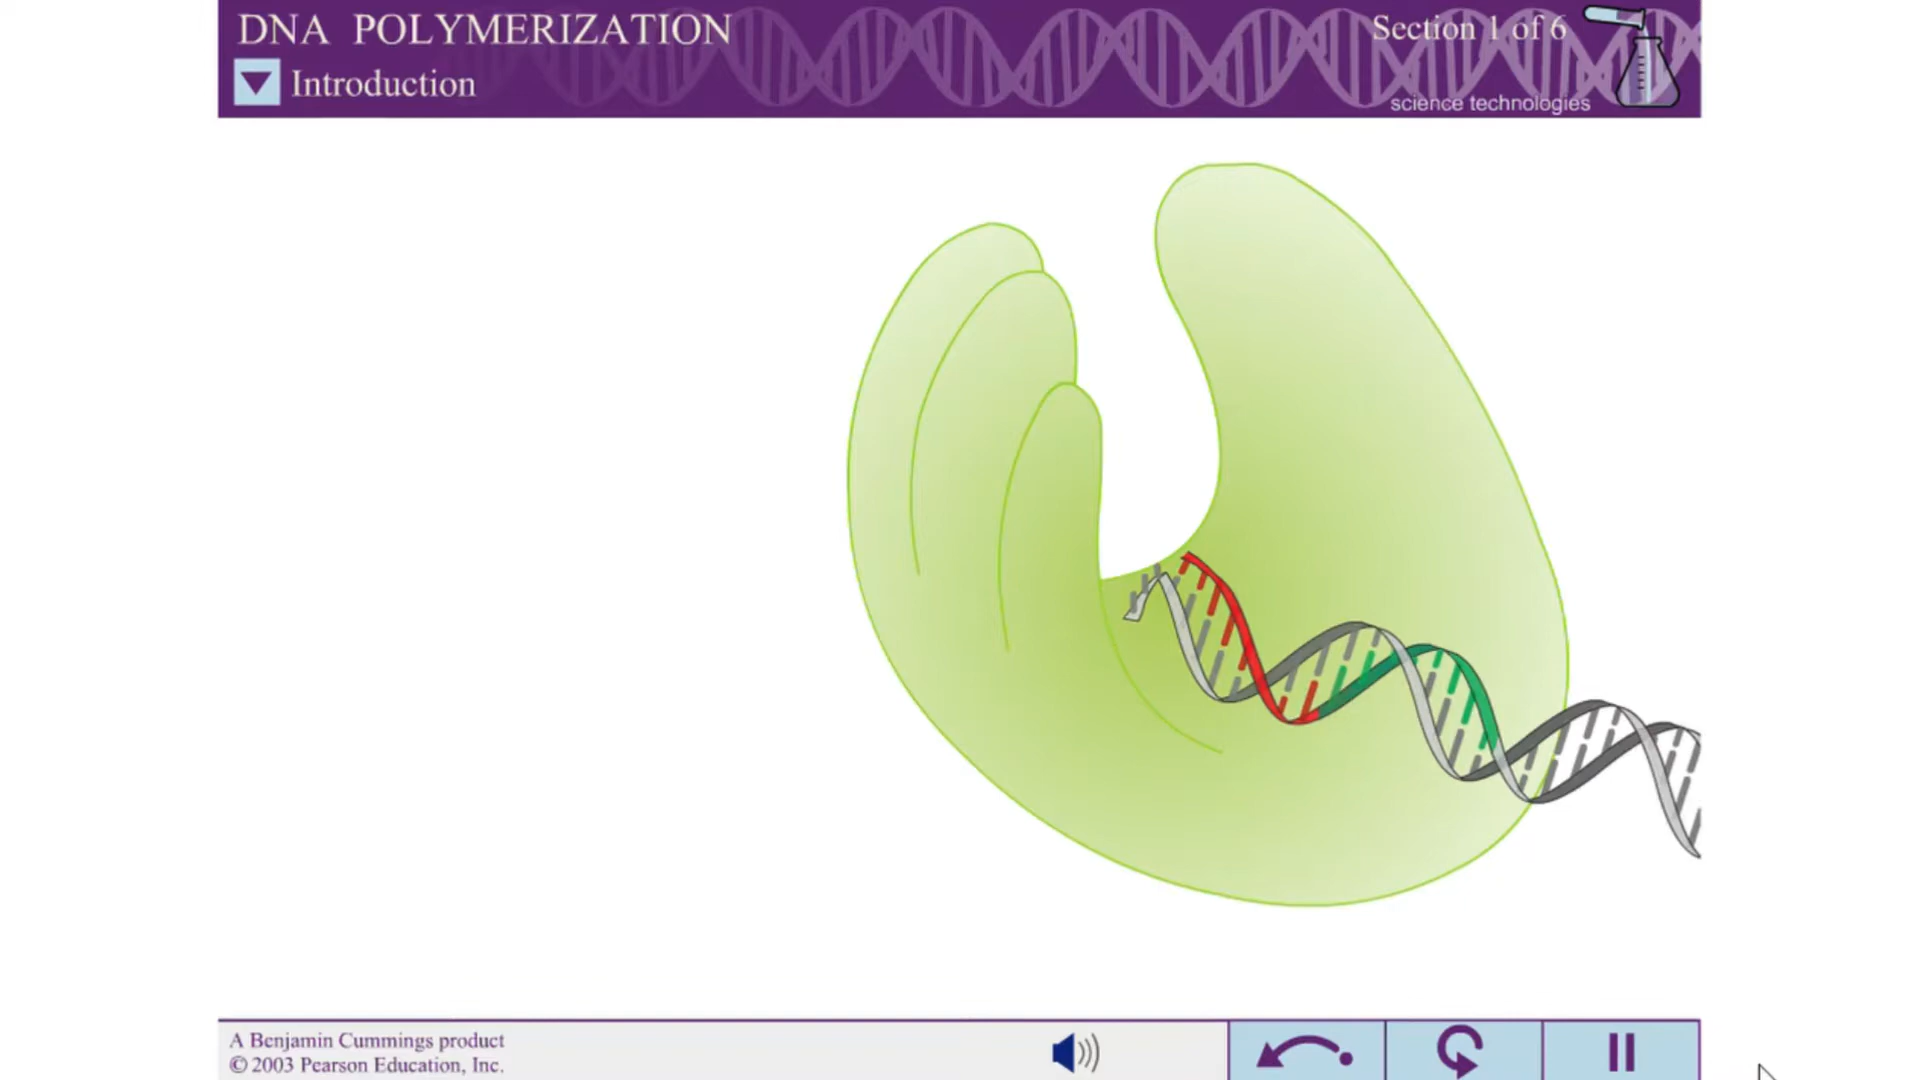 DNA POLYMERIZATION
Section 1 of 6
Introduction
science technologies
A Benjamin Cummings product
© 2003 Pearson Education, Inc.